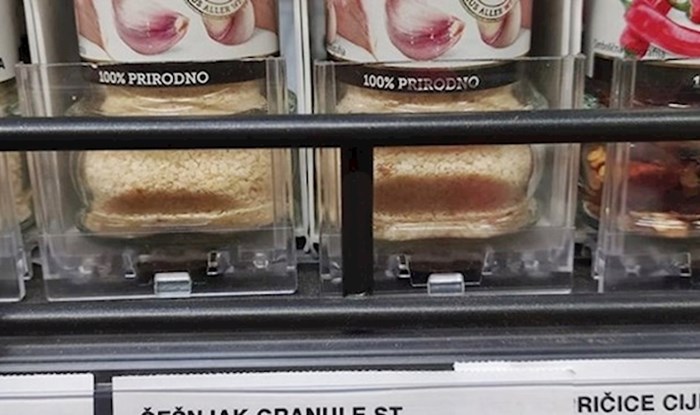 100% PRIRODNO
100% PRIRODNO
ČEŠNJAK GRANULE ST
RIČICE CIJ